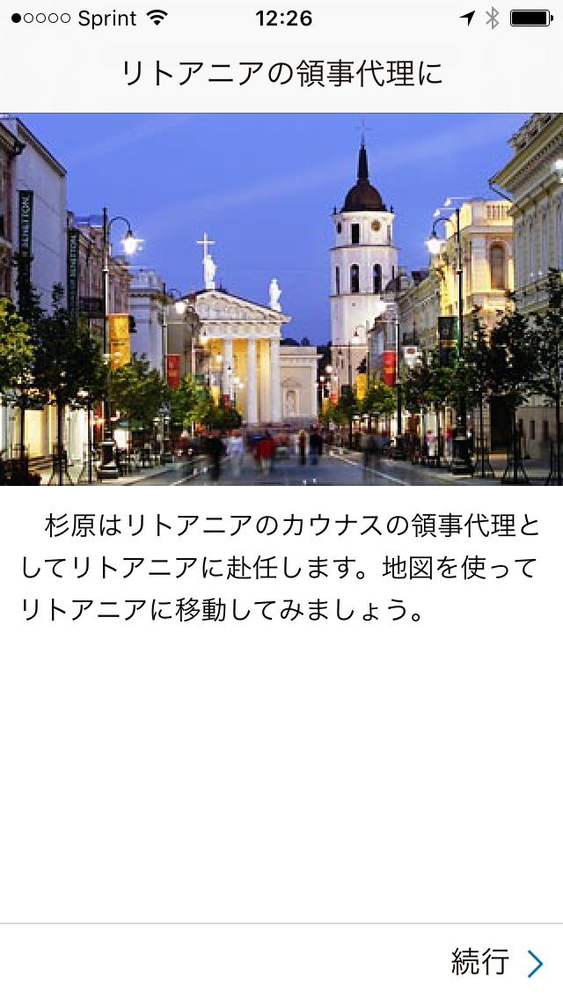 Sprint 12:26
リトアニアの領事代理に
杉原はリトアニアのカウナスの領事代理と
してリトアニアに赴任します。地図を使って
リトアニアに移動してみましょう。
続行